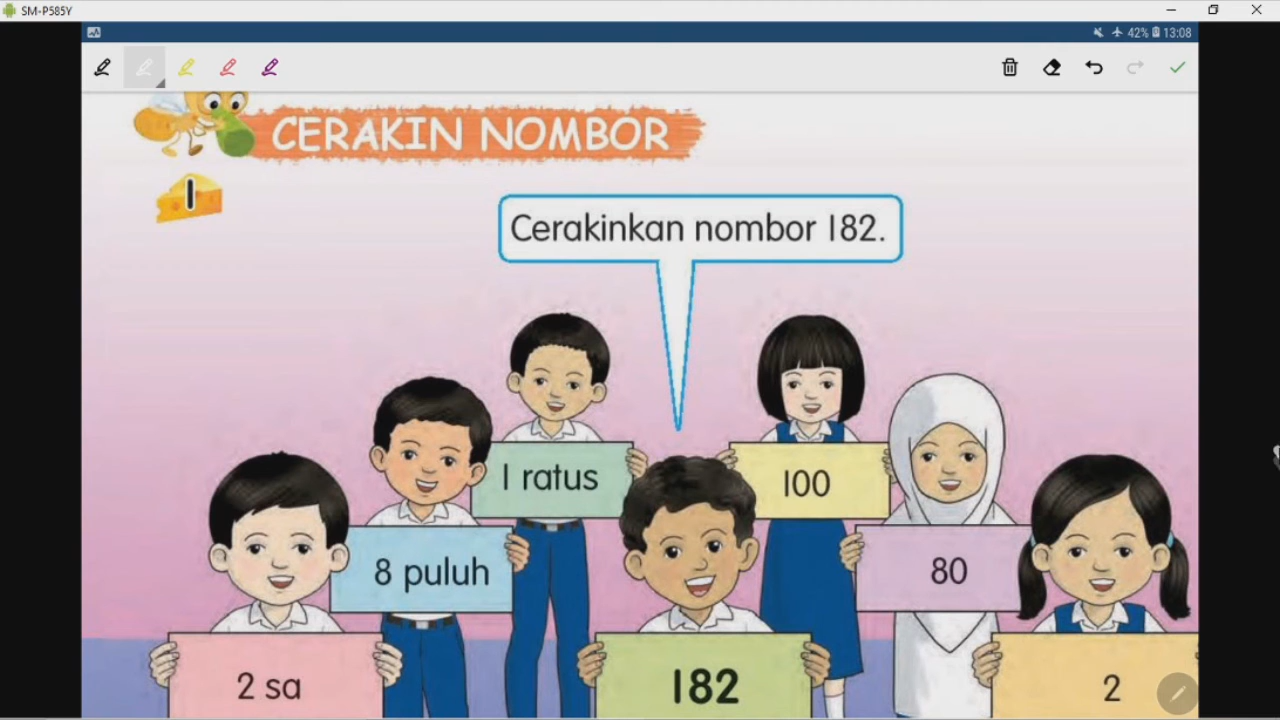 SM-P585Y
42% 13:08
CERAKIN NOMBOR
1
Cerakinkan nombor 182.
1 ratus
100
8 puluh
80
2 sa
182
2